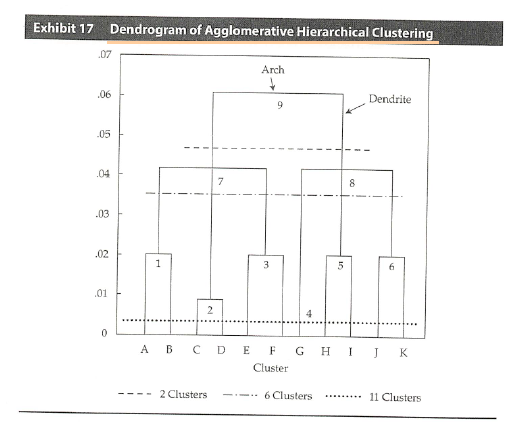 Exhibit 17 Dendrogram of Agglomerative Hierarchical Clustering
.07
Arch
.06
9
Dendrite
.05
.04
7
8
.03
.02
1
3
5
6
.01
2
4
0
A B C D E F G H I J K
Cluster
2 Clusters 6 Clusters 11 Clusters